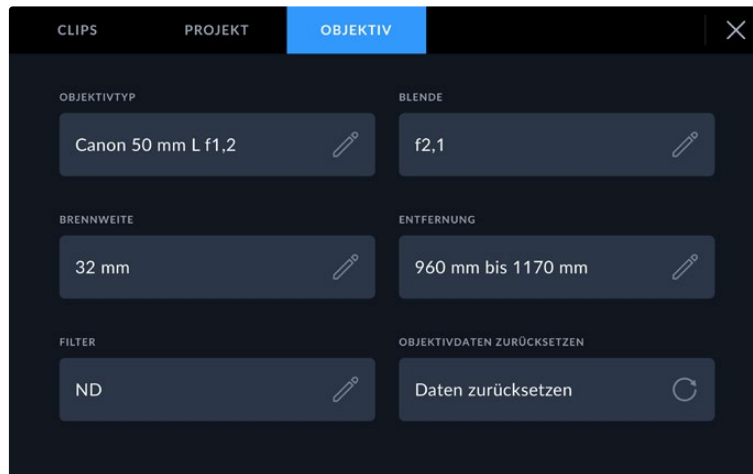 CLIPS PROJEKT OBJEKTIV
OBJEKTIVTYP BLENDE
Canon 50 mm L f1,2 f2,1
BRENNWEITE ENTFERNUNG
32 mm 960 mm bis 1170 mm
FILTER OBJEKTIVDATEN ZURÜCKSETZEN
ND Daten zurücksetzen